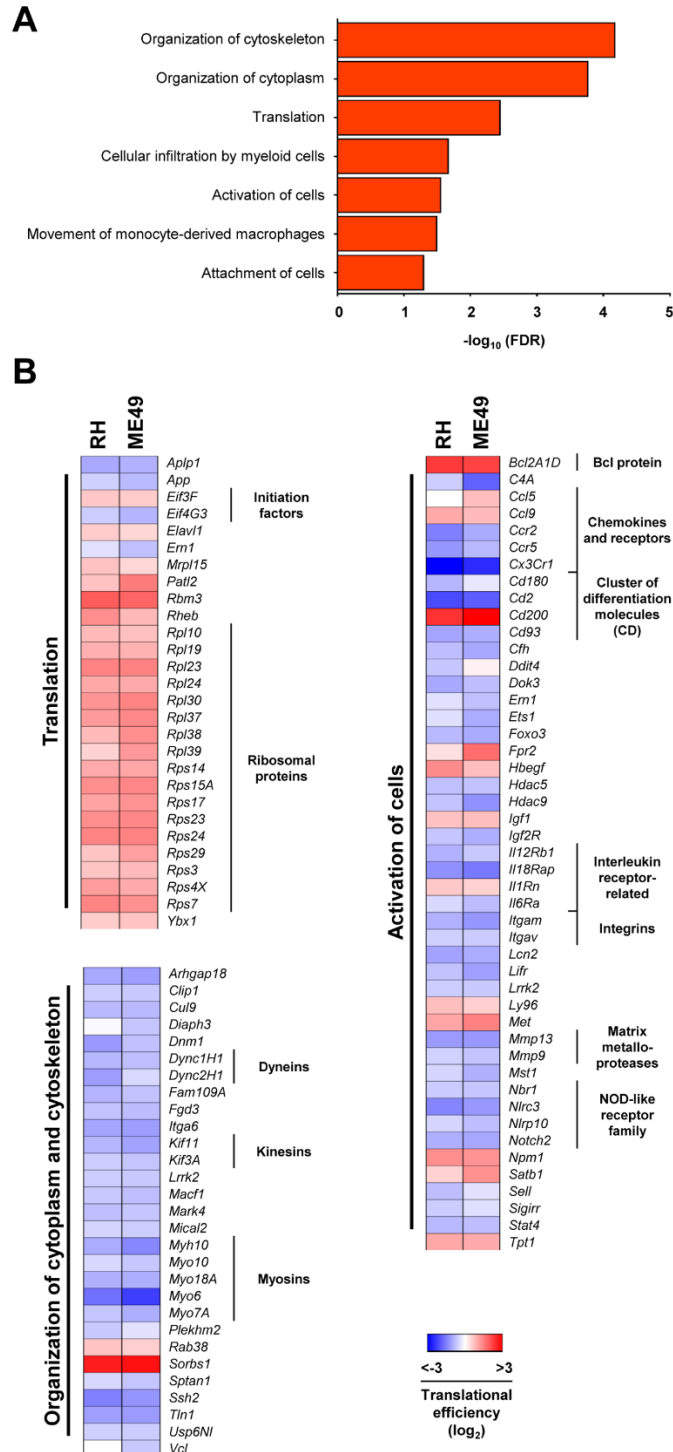 A
Organization of cytoskeleton
Organization of cytoplasm
Translation
Cellular infiltration by myeloid cells
Activation of cells
Movement of monocyte-derived macrophages
Attachment of cells
0 1 2 3 4 5
-log10 (FDR)
B
RH ME49
Translation
Aplp1
App
Eif3F
Eif4G3
Elavl1
Ern1
Mrpl15
Patl2
Rbm3
Rheb
Rpl10
Rpl19
Rpl23
Rpl24
Rpl30
Rpl37
Rpl38
Rpl39
Rps14
Rps15A
Rps17
Rps23
Rps24
Rps29
Rps3
Rps4X
Rps7
Ybx1
Initiation
factors
Ribosomal
proteins
Organization of cytoplasm and cytoskeleton
Arhgap18
Clip1
Cul9
Diaph3
Dnm1
Dync1H1
Dync2H1
Fam109A
Fgd3
Itga6
Kif11
Kif3A
Lrrk2
Macf1
Mark4
Mical2
Myh10
Myo10
Myo18A
Myo6
Myo7A
Plekhm2
Rab38
Sorbs1
Sptan1
Ssh2
Tln1
Usp6Nl
Vcl
Dyneins
Kinesins
Myosins
RH ME49
Activation of cells
Bcl2A1D
C4A
Ccl5
Ccl9
Ccr2
Ccr5
Cx3Cr1
Cd180
Cd2
Cd200
Cd93
Cfh
Ddit4
Dok3
Ern1
Ets1
Foxo3
Fpr2
Hbegf
Hdac5
Hdac9
Igf1
Igf2R
Il12Rb1
Il18Rap
Il1Rn
Il6Ra
Itgam
Itgav
Lcn2
Lifr
Lrrk2
Ly96
Met
Mmp13
Mmp9
Mst1
Nbr1
Nlrc3
Nlrp10
Notch2
Npm1
Satb1
Sell
Sigirr
Stat4
Tpt1
Bcl protein
Chemokines
and receptors
Cluster of
differentiation
molecules
(CD)
Interleukin
receptor-
related
Integrins
Matrix
metallo-
proteases
NOD-like
receptor
family
<-3 >3
Translational
efficiency
(log2)